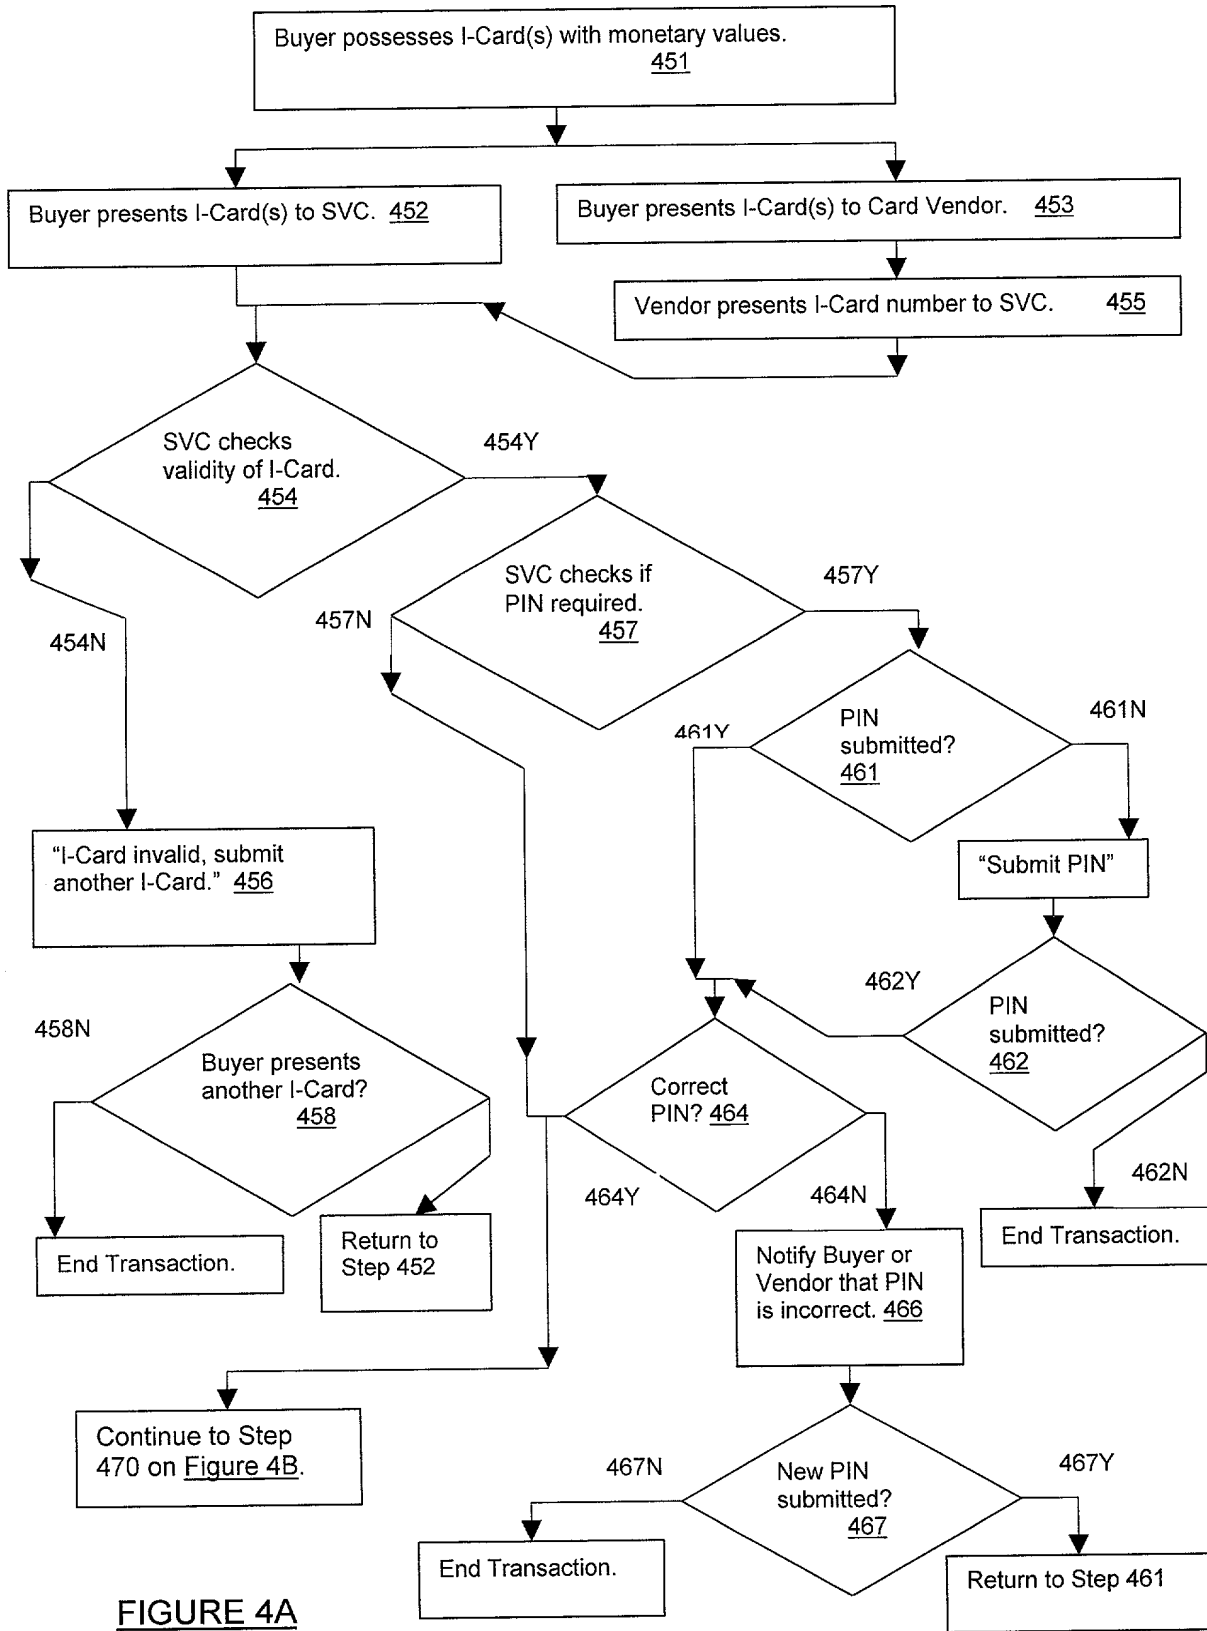 Buyer possesses I-Card(s) with monetary values.
451
Buyer presents I-Card(s) to SVC. 452
Buyer presents I-Card(s) to Card Vendor. 453
Vendor presents I-Card number to SVC. 455
SVC checks
validity of I-Card.
454
454Y
454N
SVC checks if
PIN required.
457
457Y
457N
PIN
submitted?
461
461Y
461N
"I-Card invalid, submit
another I-Card." 456
"Submit PIN"
458N
Buyer presents
another I-Card?
458
462Y
PIN
submitted?
462
Correct
PIN? 464
464Y
464N
462N
End Transaction.
Return to
Step 452
Notify Buyer or
Vendor that PIN
is incorrect. 466
End Transaction.
Continue to Step
470 on Figure 4B.
467N
New PIN
submitted?
467
467Y
End Transaction.
Return to Step 461
FIGURE 4A